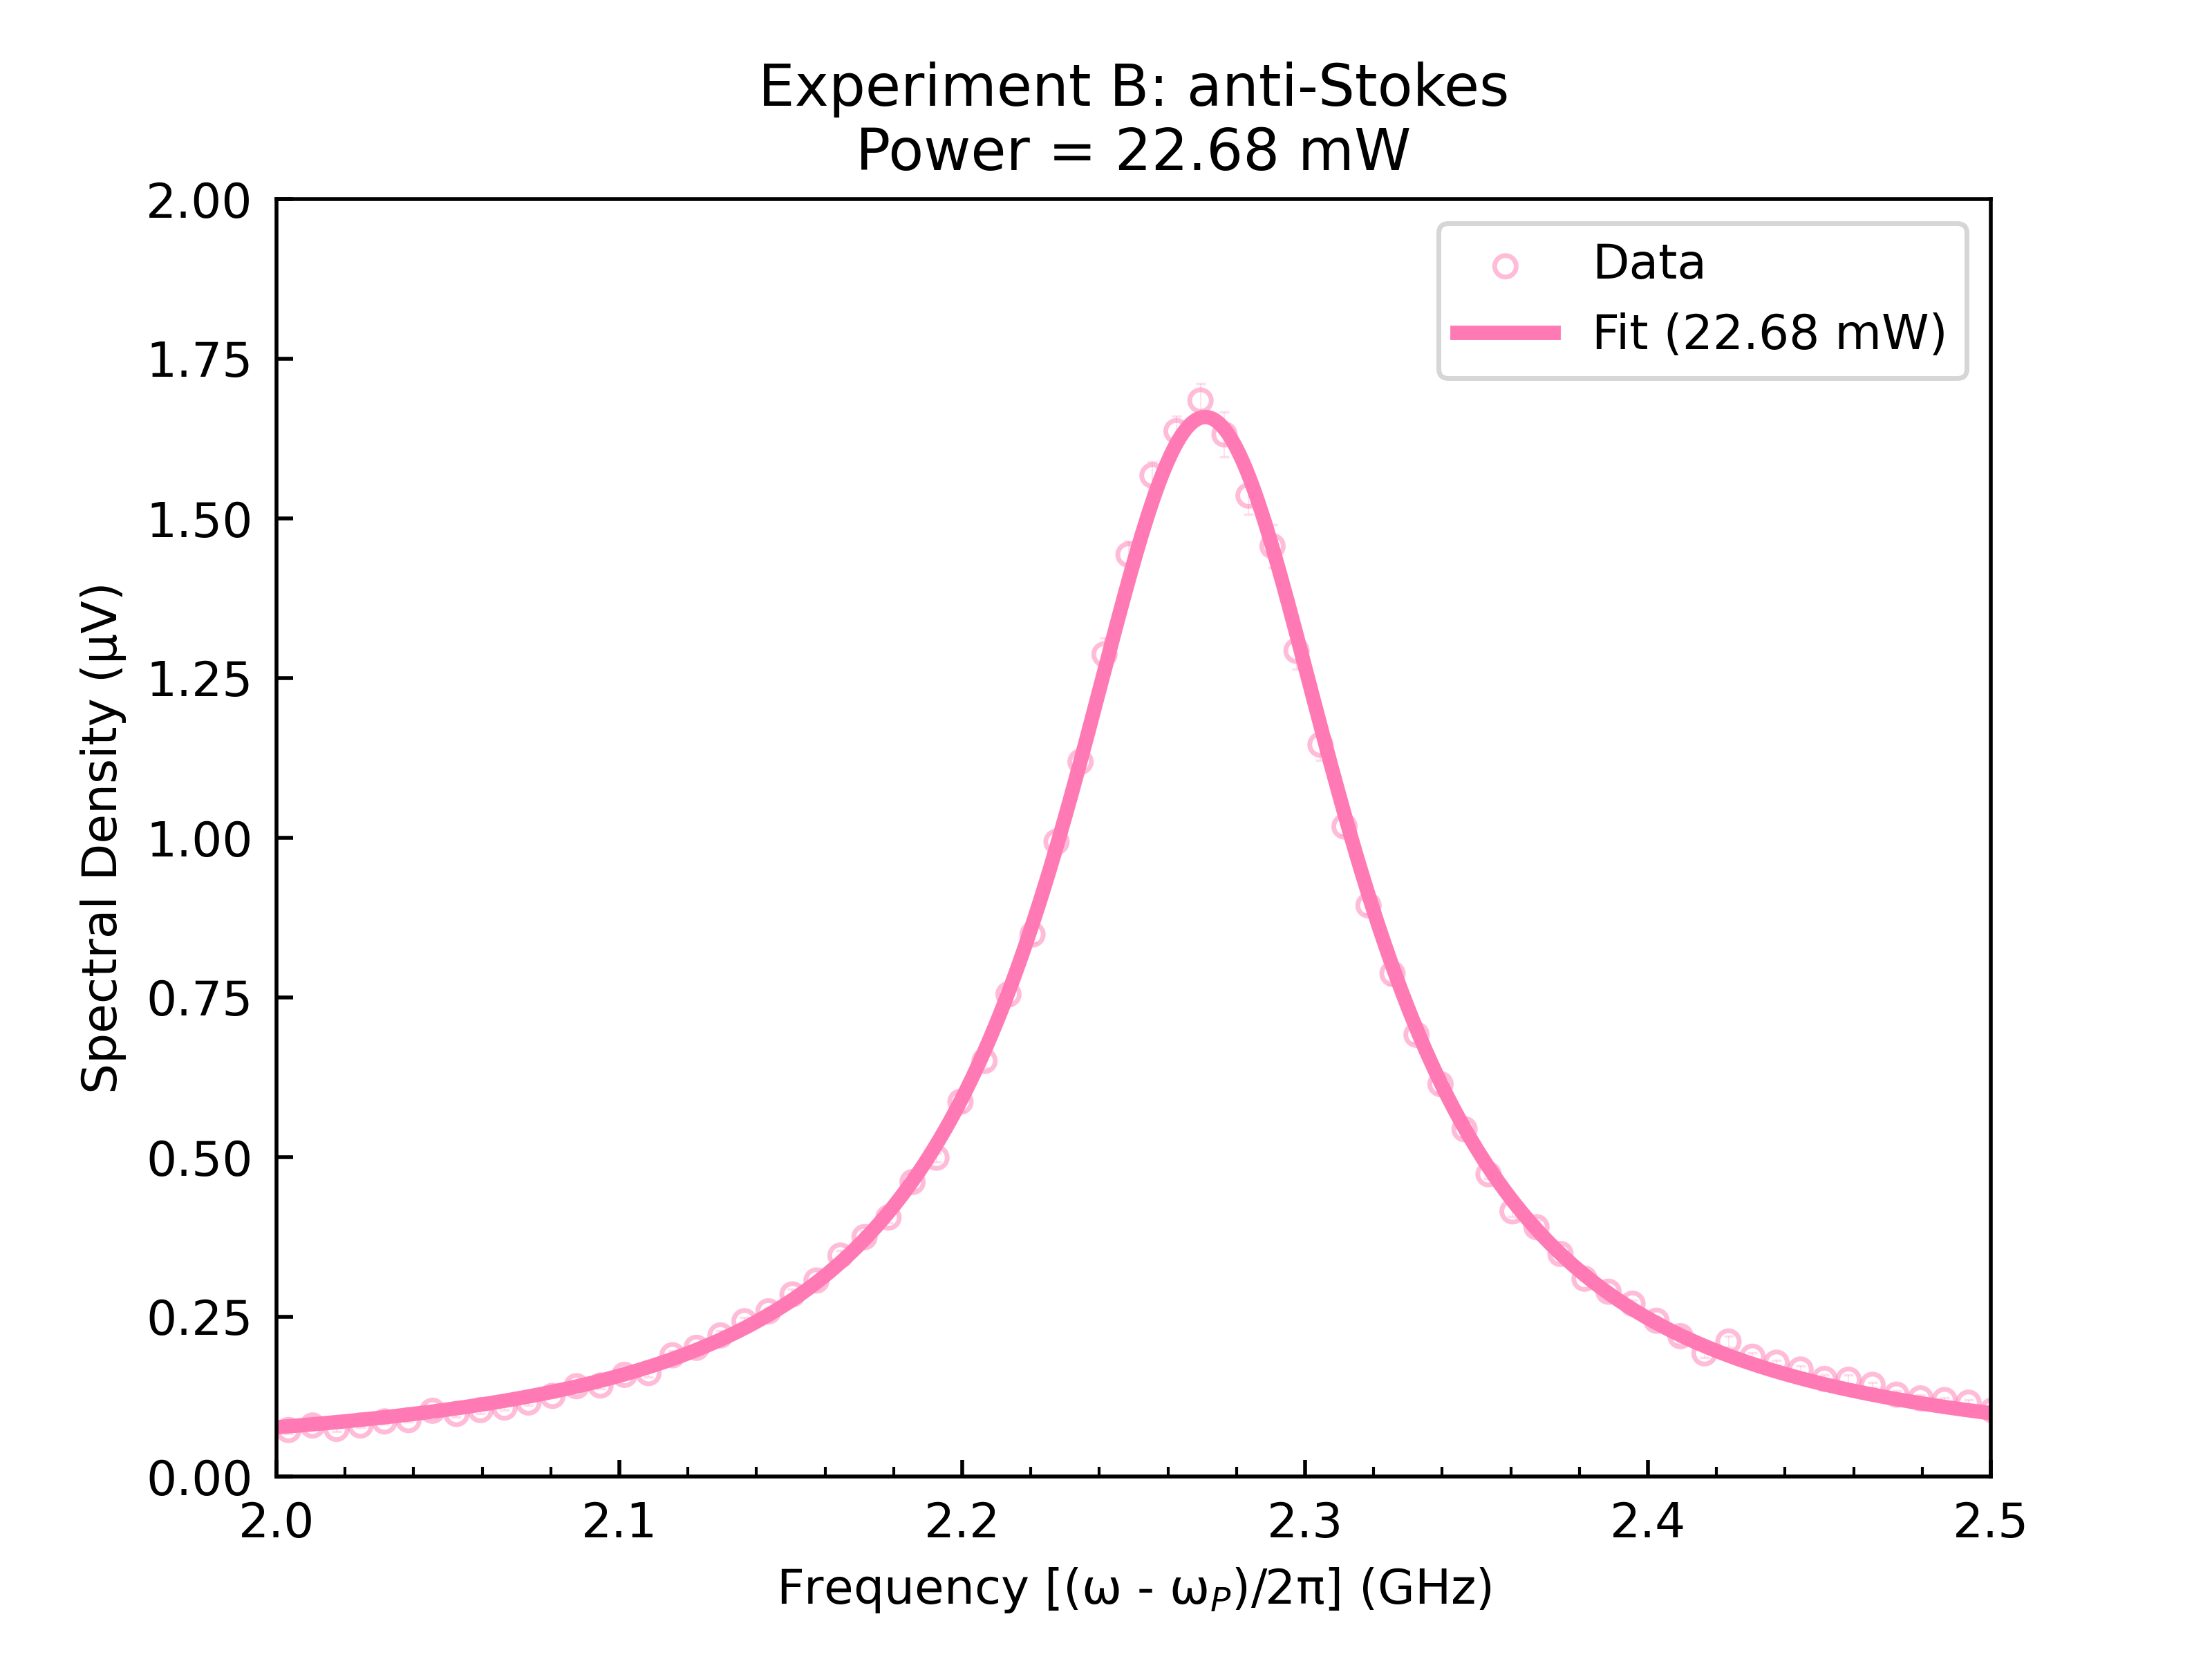 Experiment B: anti-Stokes
Power = 22.68 mW
Data
Fit (22.68 mW)
Spectral Density (μV)
2.00
1.75
1.50
1.25
1.00
0.75
0.50
0.25
0.00
2.0 2.1 2.2 2.3 2.4 2.5
Frequency [(ω - ω_P)/2π] (GHz)